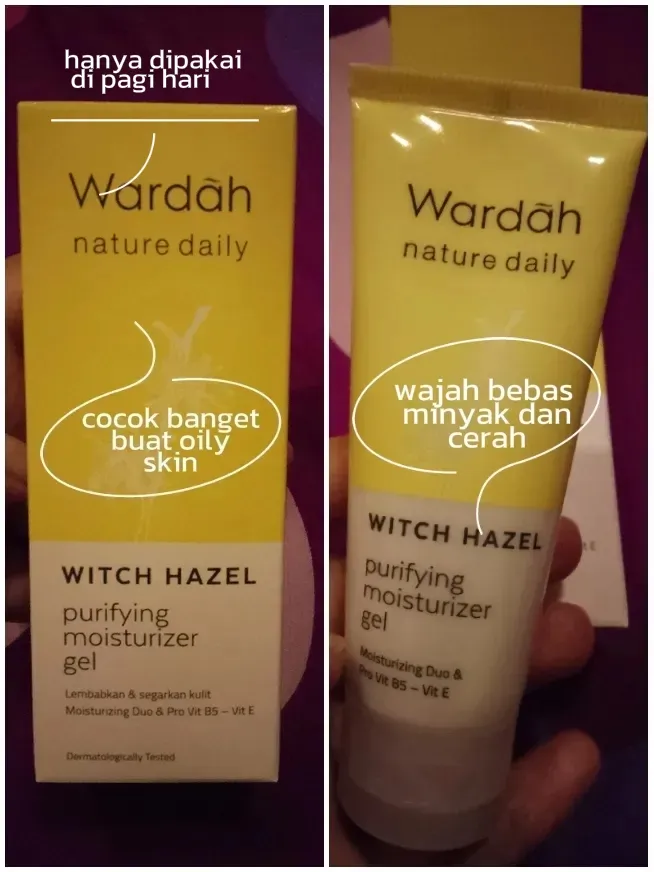 hanya dipakai
di pagi hari
Wardãh
nature daily
cocok banget
buat oily
skin
WITCH HAZEL
purifying
moisturizer
gel
Lembabkan & segarkan kulit
Moisturizing Duo & Pro Vit B5 – Vit E
Dermatologically Tested
Wardãh
nature daily
wajah bebas
minyak dan
cerah
WITCH HAZEL
purifying
moisturizer
gel
Moisturizing Duo &
Pro Vit B5 – Vit E